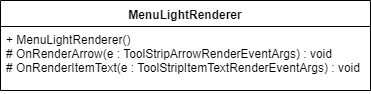 MenuLightRenderer
+ MenuLightRenderer()
# OnRenderArrow(e : ToolStripArrowRenderEventArgs) : void
# OnRenderItemText(e : ToolStripItemTextRenderEventArgs) : void